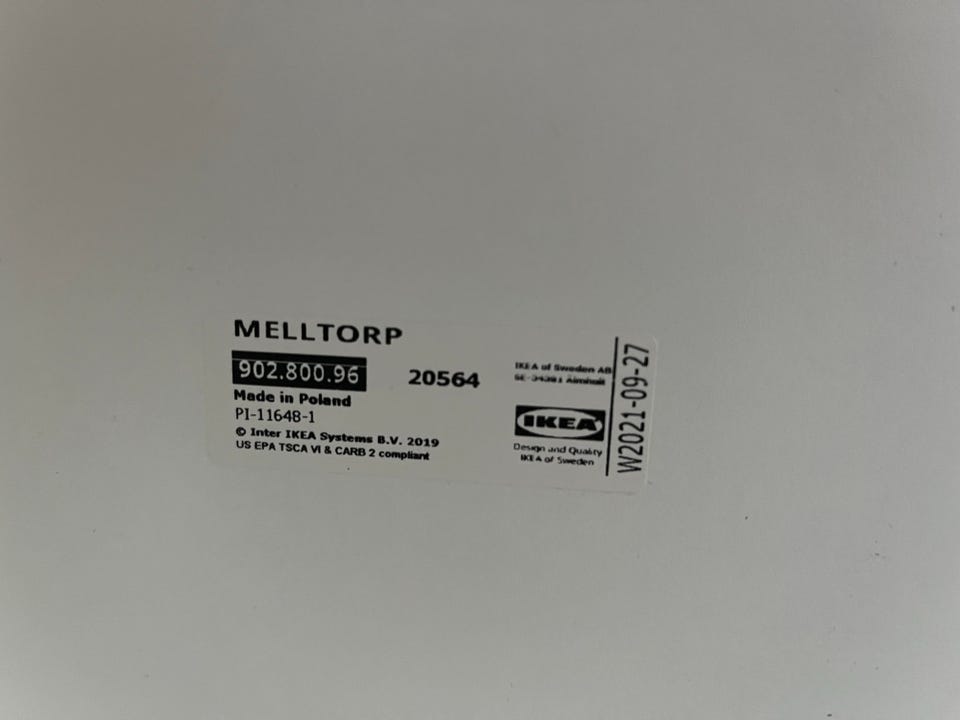 MELLTORP
902.800.96
20564
Made in Poland
PI-11648-1
© Inter IKEA Systems B.V. 2019
US EPA TSCA VI & CARB 2 compliant
IKEA of Sweden AB
IKEA
Design and Quality
IKEA of Sweden
W2021-09-27